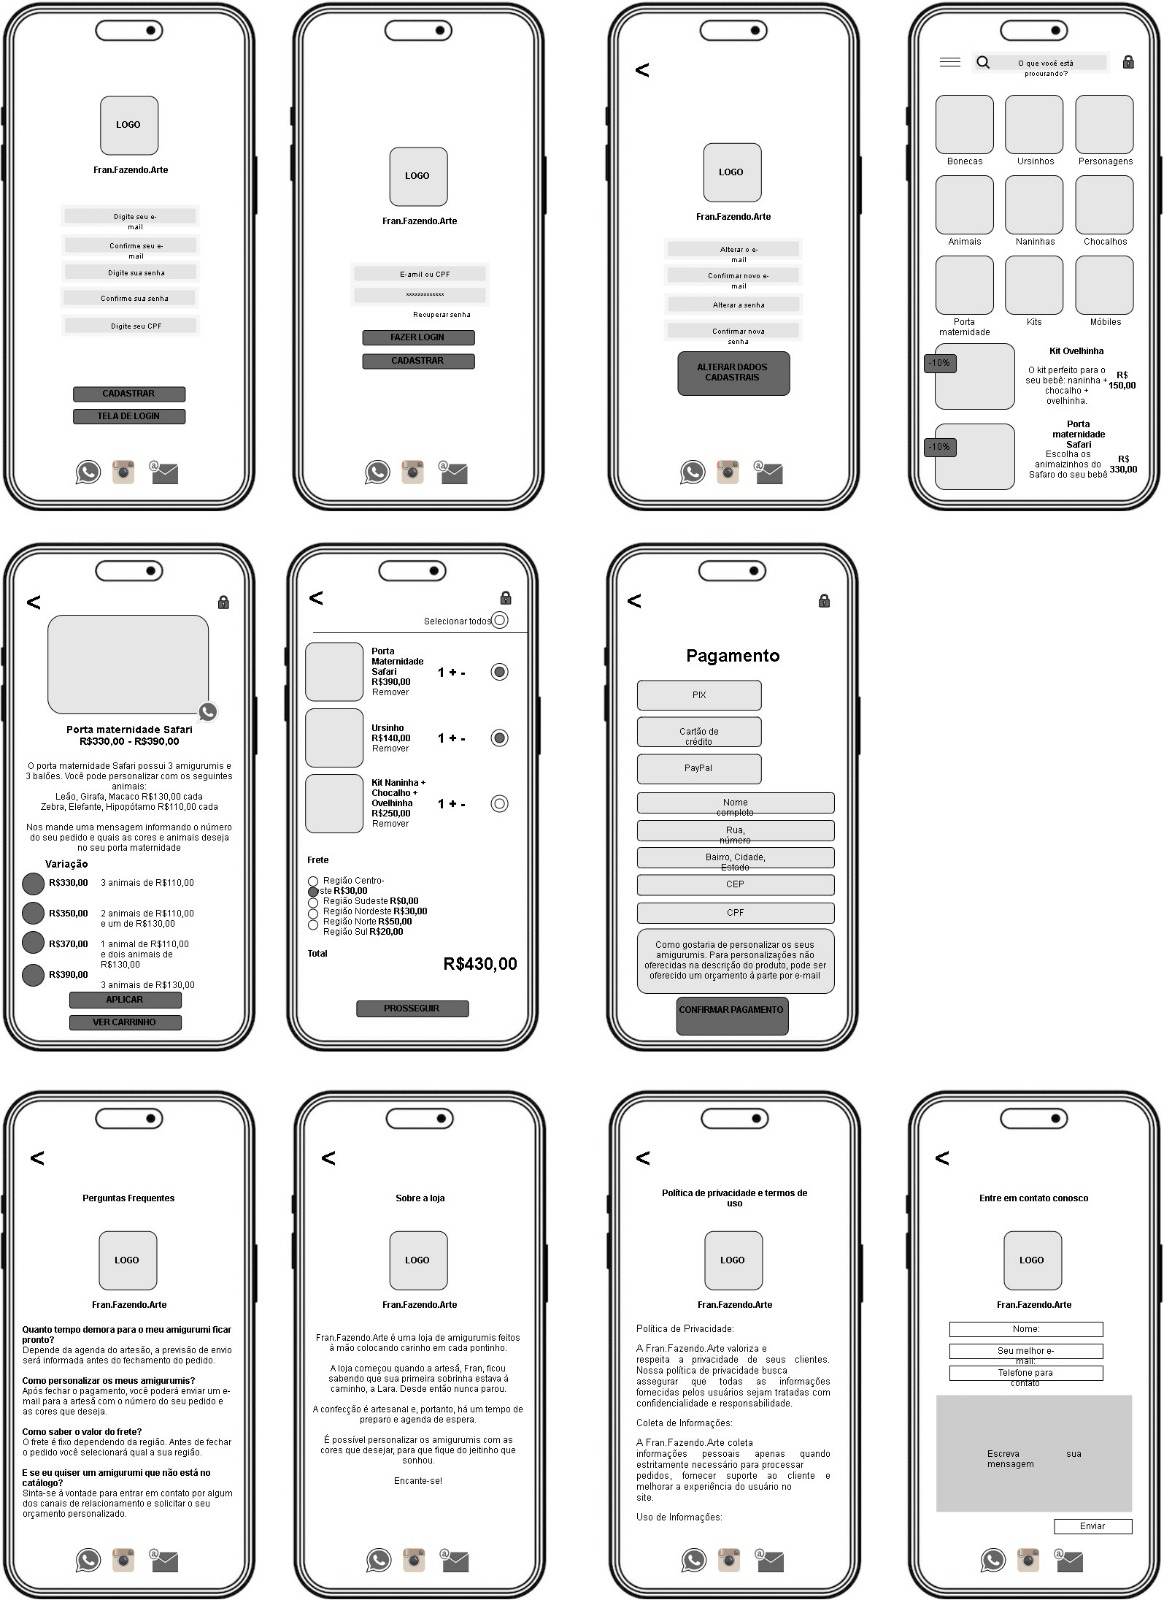 LOGO
Fran.Fazendo.Arte
Digite seu e-
mail
Confirme seu e-
mail
Digite sua senha
Confirme sua senha
Digite seu CPF
CADASTRAR
TELA DE LOGIN
LOGO
Fran.Fazendo.Arte
E-amil ou CPF
xxxxxxxxxxxxx
Recuperar senha
FAZER LOGIN
CADASTRAR
<
LOGO
Fran.Fazendo.Arte
Alterar o e-
mail
Confirmar novo e-
mail
Alterar a senha
Confirmar nova
senha
ALTERAR DADOS
CADASTRAIS
O que você está
procurando?
Bonecas Ursinhos Personagens
Animais Naninhas Chocalhos
Porta
maternidade
Kits Móbiles
-10%
Kit Ovelhinha
O kit perfeito para o
seu bebê: naninha +
chocalho +
ovelhinha.
R$
150,00
-10%
Porta
maternidade
Safari
Escolha os
animaizinhos do
Safaro do seu bebê
R$
330,00
<
Porta maternidade Safari
R$330,00 - R$390,00
O porta maternidade Safari possui 3 amigurumis e
3 balões. Você pode personalizar com os seguintes
animais:
Leão, Girafa, Macaco R$130,00 cada
Zebra, Elefante, Hipopótamo R$110,00 cada
Nos mande uma mensagem informando o número
do seu pedido e quais as cores e animais deseja
no seu porta maternidade
Variação
R$330,00 3 animais de R$110,00
R$350,00 2 animais de R$110,00
e um de R$130,00
R$370,00 1 animal de R$110,00
e dois animais de
R$130,00
R$390,00
3 animais de R$130,00
APLICAR
VER CARRINHO
<
Selecionar todos
Porta
Maternidade
Safari
R$390,00
Remover
1 + -
Ursinho
R$140,00
Remover
1 + -
Kit Naninha +
Chocalho +
Ovelhinha
R$250,00
Remover
1 + -
Frete
Região Centro-
ste R$30,00
Região Sudeste R$0,00
Região Nordeste R$30,00
Região Norte R$50,00
Região Sul R$20,00
Total
R$430,00
PROSSEGUIR
<
Pagamento
PIX
Cartão de
crédito
PayPal
Nome
completo
Rua,
número
Bairro, Cidade,
Estado
CEP
CPF
Como gostaria de personalizar os seus
amigurumis. Para personalizações não
oferecidas na descrição do produto, pode ser
oferecido um orçamento à parte por e-mail
CONFIRMAR PAGAMENTO
<
Perguntas Frequentes
LOGO
Fran.Fazendo.Arte
Quanto tempo demora para o meu amigurumi ficar
pronto?
Depende da agenda do artesão, a previsão de envio
será informada antes do fechamento do pedido.
Como personalizar os meus amigurumis?
Após fechar o pagamento, você poderá enviar um e-
mail para a artesã com o número do seu pedido e
as cores que deseja.
Como saber o valor do frete?
O frete é fixo dependendo da região. Antes de fechar
o pedido você selecionará qual a sua região.
E se eu quiser um amigurumi que não está no
catálogo?
Sinta-se à vontade para entrar em contato por algum
dos canais de relacionamento e solicitar o seu
orçamento personalizado.
<
Sobre a loja
LOGO
Fran.Fazendo.Arte
Fran.Fazendo.Arte é uma loja de amigurumis feitos
à mão colocando carinho em cada pontinho.
A loja começou quando a artesã, Fran, ficou
sabendo que sua primeira sobrinha estava à
caminho, a Lara. Desde então nunca parou.
A confecção é artesanal e, portanto, há um tempo de
preparo e agenda de espera.
É possível personalizar os amigurumis com as
cores que desejar, para que fique do jeitinho que
sonhou.
Encante-se!
<
Política de privacidade e termos de
uso
LOGO
Fran.Fazendo.Arte
Política de Privacidade:
A Fran.Fazendo.Arte valoriza e
respeita a privacidade de seus clientes.
Nossa política de privacidade busca
assegurar que todas as informações
fornecidas pelos usuários sejam tratadas com
confidencialidade e responsabilidade.
Coleta de Informações:
A Fran.Fazendo.Arte coleta
informações pessoais apenas quando
estritamente necessário para processar
pedidos, fornecer suporte ao cliente e
melhorar a experiência do usuário no
site.
Uso de Informações:
<
Entre em contato conosco
LOGO
Fran.Fazendo.Arte
Nome:
Seu melhor e-
mail:
Telefone para
contato
Escreva sua
mensagem
Enviar